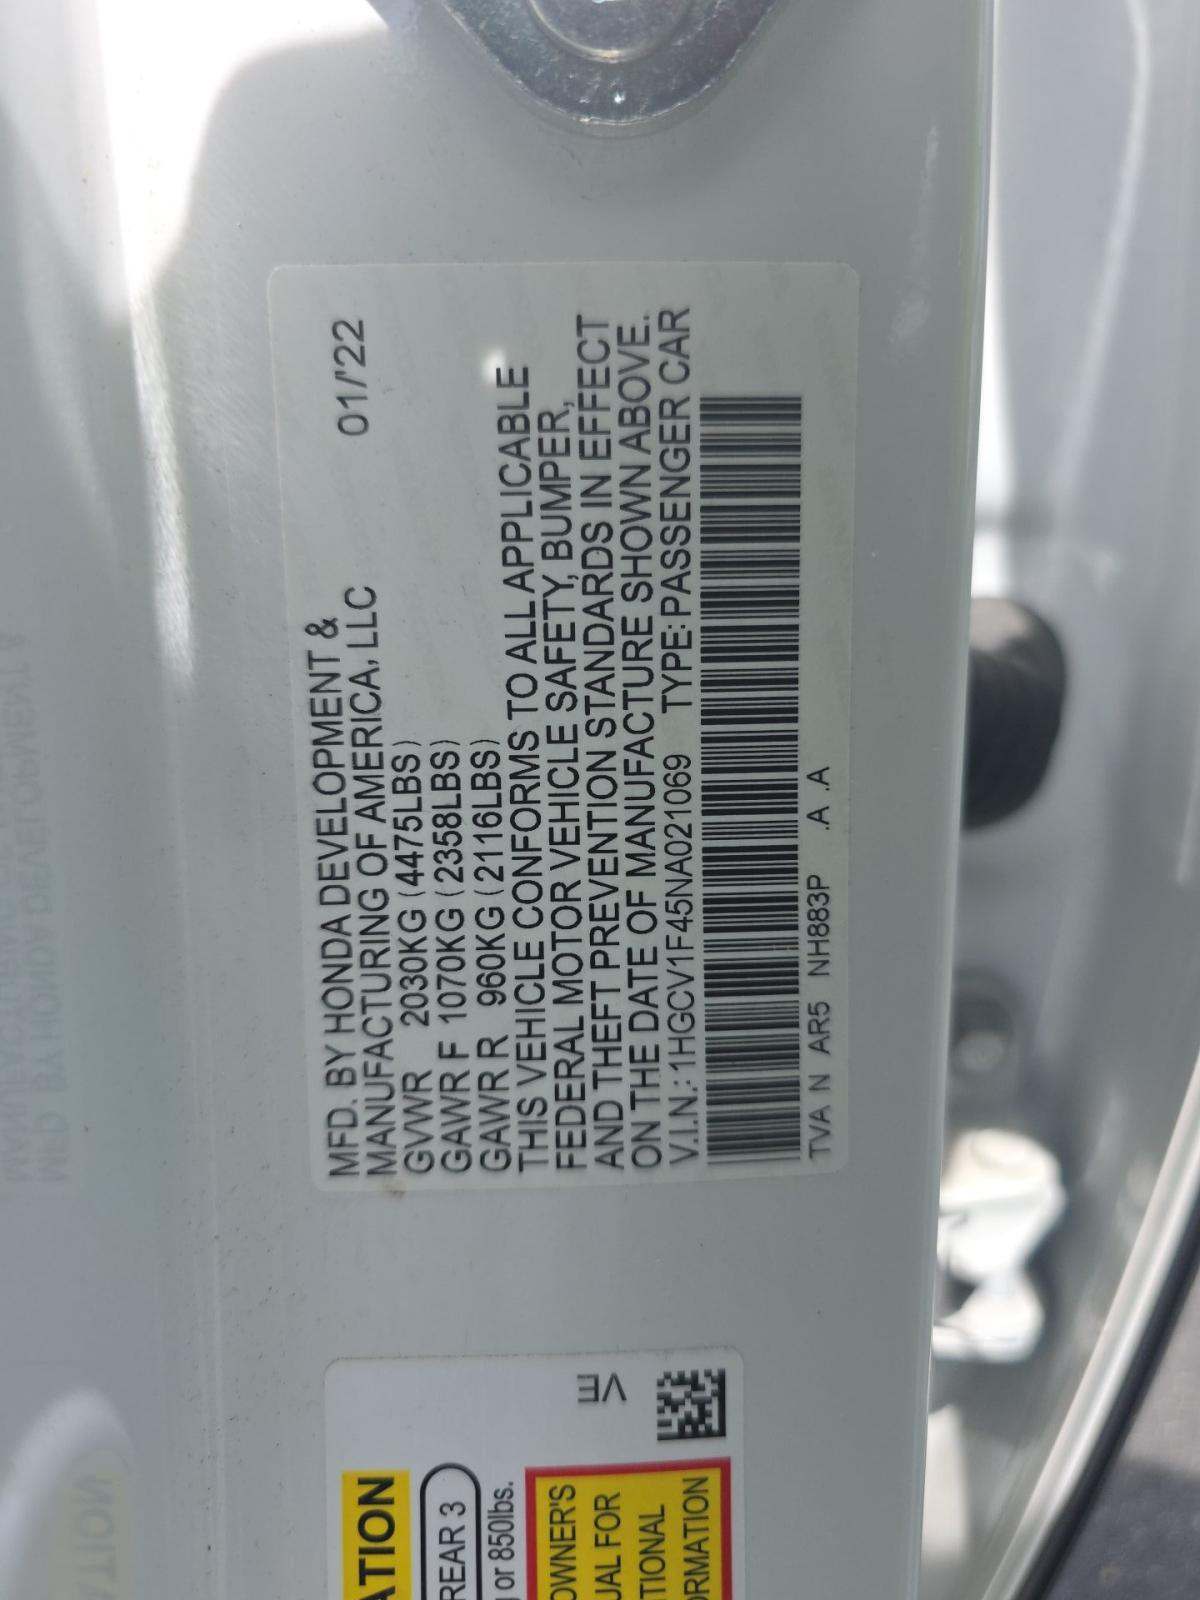 MFD. BY HONDA DEVELOPMENT &
MANUFACTURING OF AMERICA, LLC 01/'22
GVWR 2030KG (4475LBS)
GAWR F 1070KG (2358LBS)
GAWR R 960KG (2116LBS)
THIS VEHICLE CONFORMS TO ALL APPLICABLE
FEDERAL MOTOR VEHICLE SAFETY, BUMPER,
AND THEFT PREVENTION STANDARDS IN EFFECT
ON THE DATE OF MANUFACTURE SHOWN ABOVE.
V.I.N.: 1HGCV1F45NA021069 TYPE: PASSENGER CAR
TVA N AR5 NH883P .A .A
ATION
REAR 3
or 850lbs.
OWNER'S
UAL FOR
TIONAL
ORMATION
VE